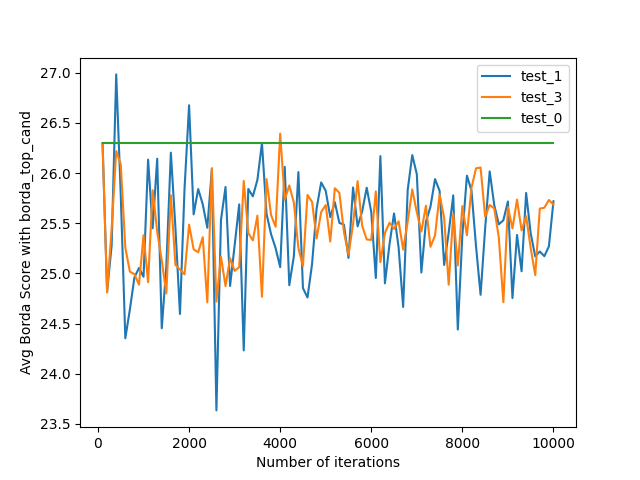 27.0
26.5
26.0
25.5
25.0
24.5
24.0
23.5
Avg Borda Score with borda_top_cand
test_1
test_3
test_0
0 2000 4000 6000 8000 10000
Number of iterations